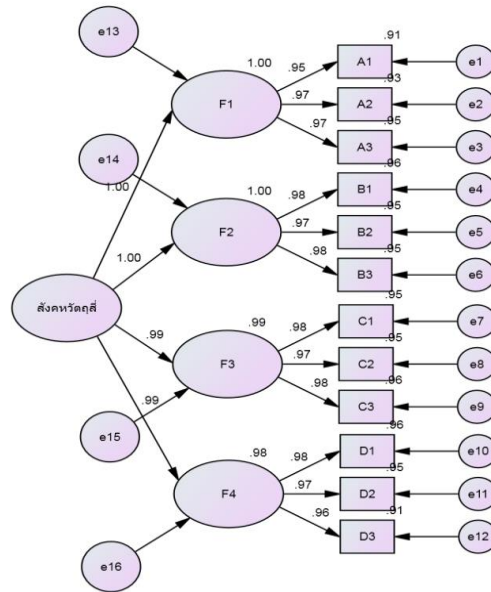 e13
.91
1.00
.95
A1
e1
.93
F1
.97
A2
e2
.95
.97
A3
e3
e14
.96
1.00
1.00
.98
B1
e4
.95
F2
.97
B2
e5
.95
1.00
.98
B3
e6
.95
สังคหวัตถุสี่
.99
.99
.98
C1
e7
.95
F3
.97
C2
e8
.96
.99
.98
C3
e9
e15
.96
.98
.98
D1
e10
.95
F4
.97
D2
e11
.91
.96
D3
e12
e16